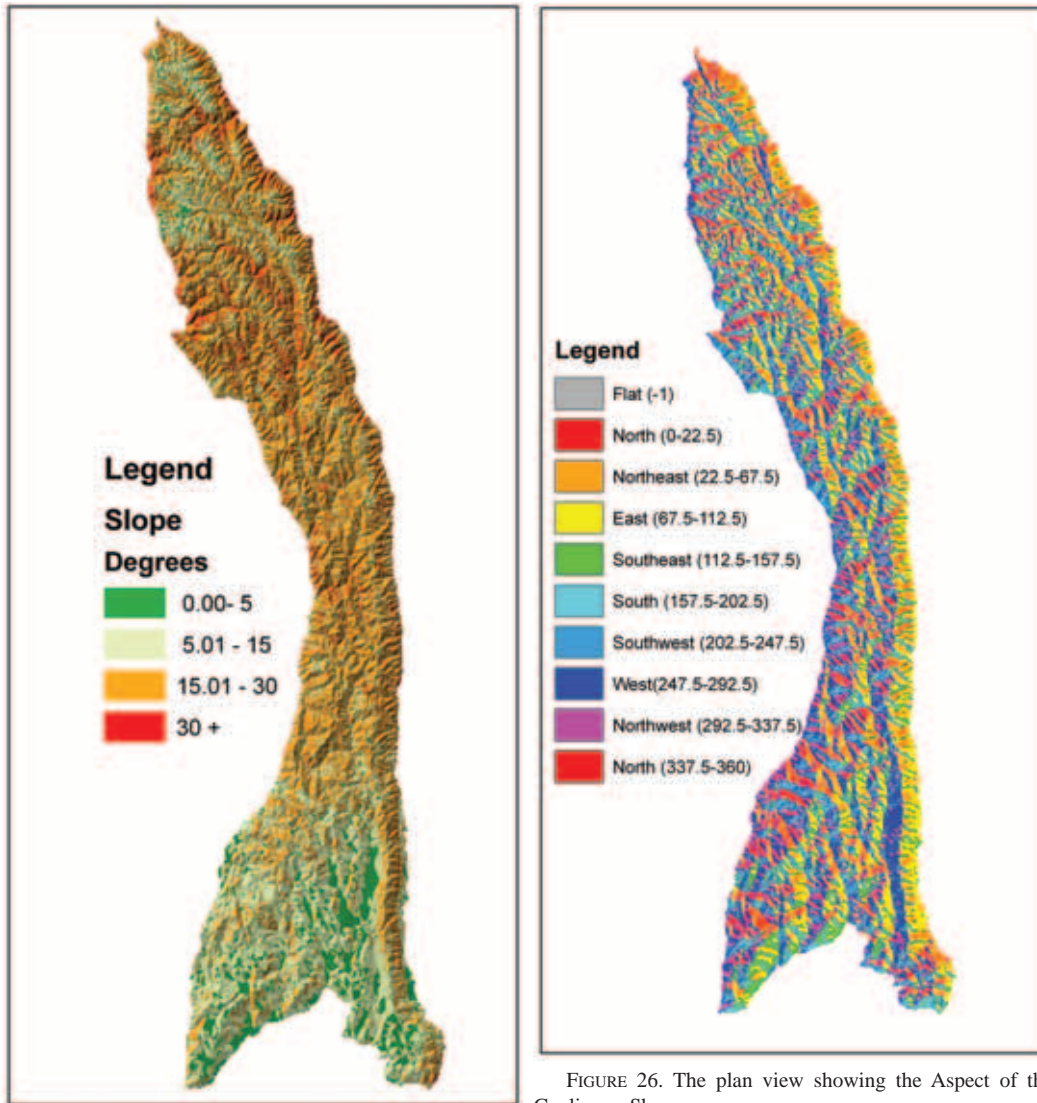 Legend
Slope
Degrees
0.00- 5
5.01 - 15
15.01 - 30
30 +
Legend
Flat (-1)
North (0-22.5)
Northeast (22.5-67.5)
East (67.5-112.5)
Southeast (112.5-157.5)
South (157.5-202.5)
Southwest (202.5-247.5)
West(247.5-292.5)
Northwest (292.5-337.5)
North (337.5-360)
FIGURE 26. The plan view showing the Aspect of th